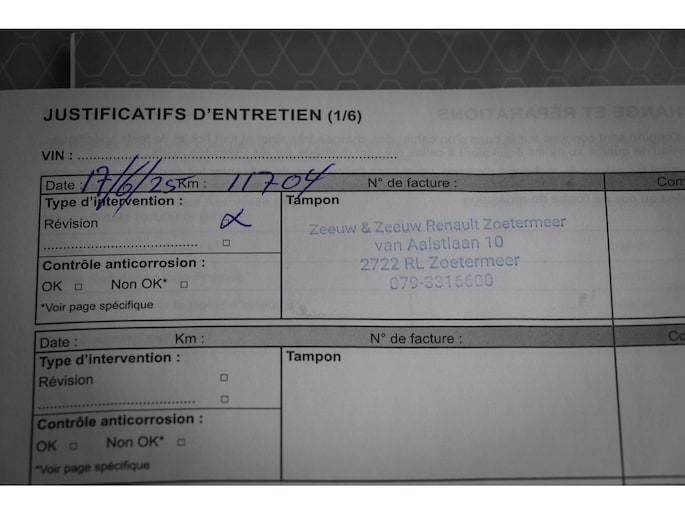 JUSTIFICATIFS D'ENTRETIEN (1/6)
VIN : ..........................................................................
Date : 17/6/25 Km : 11704 N° de facture : Com
Type d'intervention : Tampon
Révision
Zeeuw & Zeeuw Renault Zoetermeer
van Aalstlaan 10
2722 RL Zoetermeer
079-3316600
Contrôle anticorrosion :
OK □ Non OK* □
*Voir page spécifique
Date : Km : N° de facture : Co
Type d'intervention : Tampon
Révision □
....................................... □
Contrôle anticorrosion :
OK □ Non OK* □
*Voir page spécifique